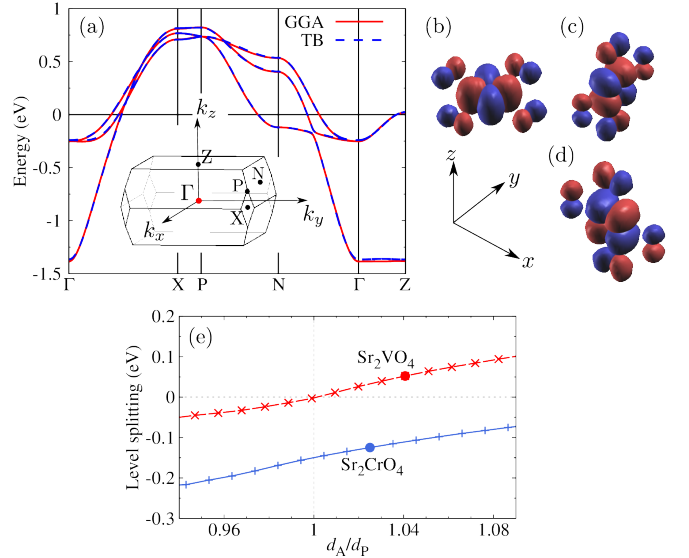 (a)
GGA
TB
Energy (eV)
1
0.5
0
-0.5
-1
-1.5
k_z
Z
N
P
Γ
X
k_x
k_y
Γ X P N Γ Z
(b)
(c)
(d)
z
y
x
(e)
Level splitting (eV)
0.2
0.1
0
-0.1
-0.2
-0.3
Sr₂VO₄
Sr₂CrO₄
0.96 1 1.04 1.08
d_A/d_P